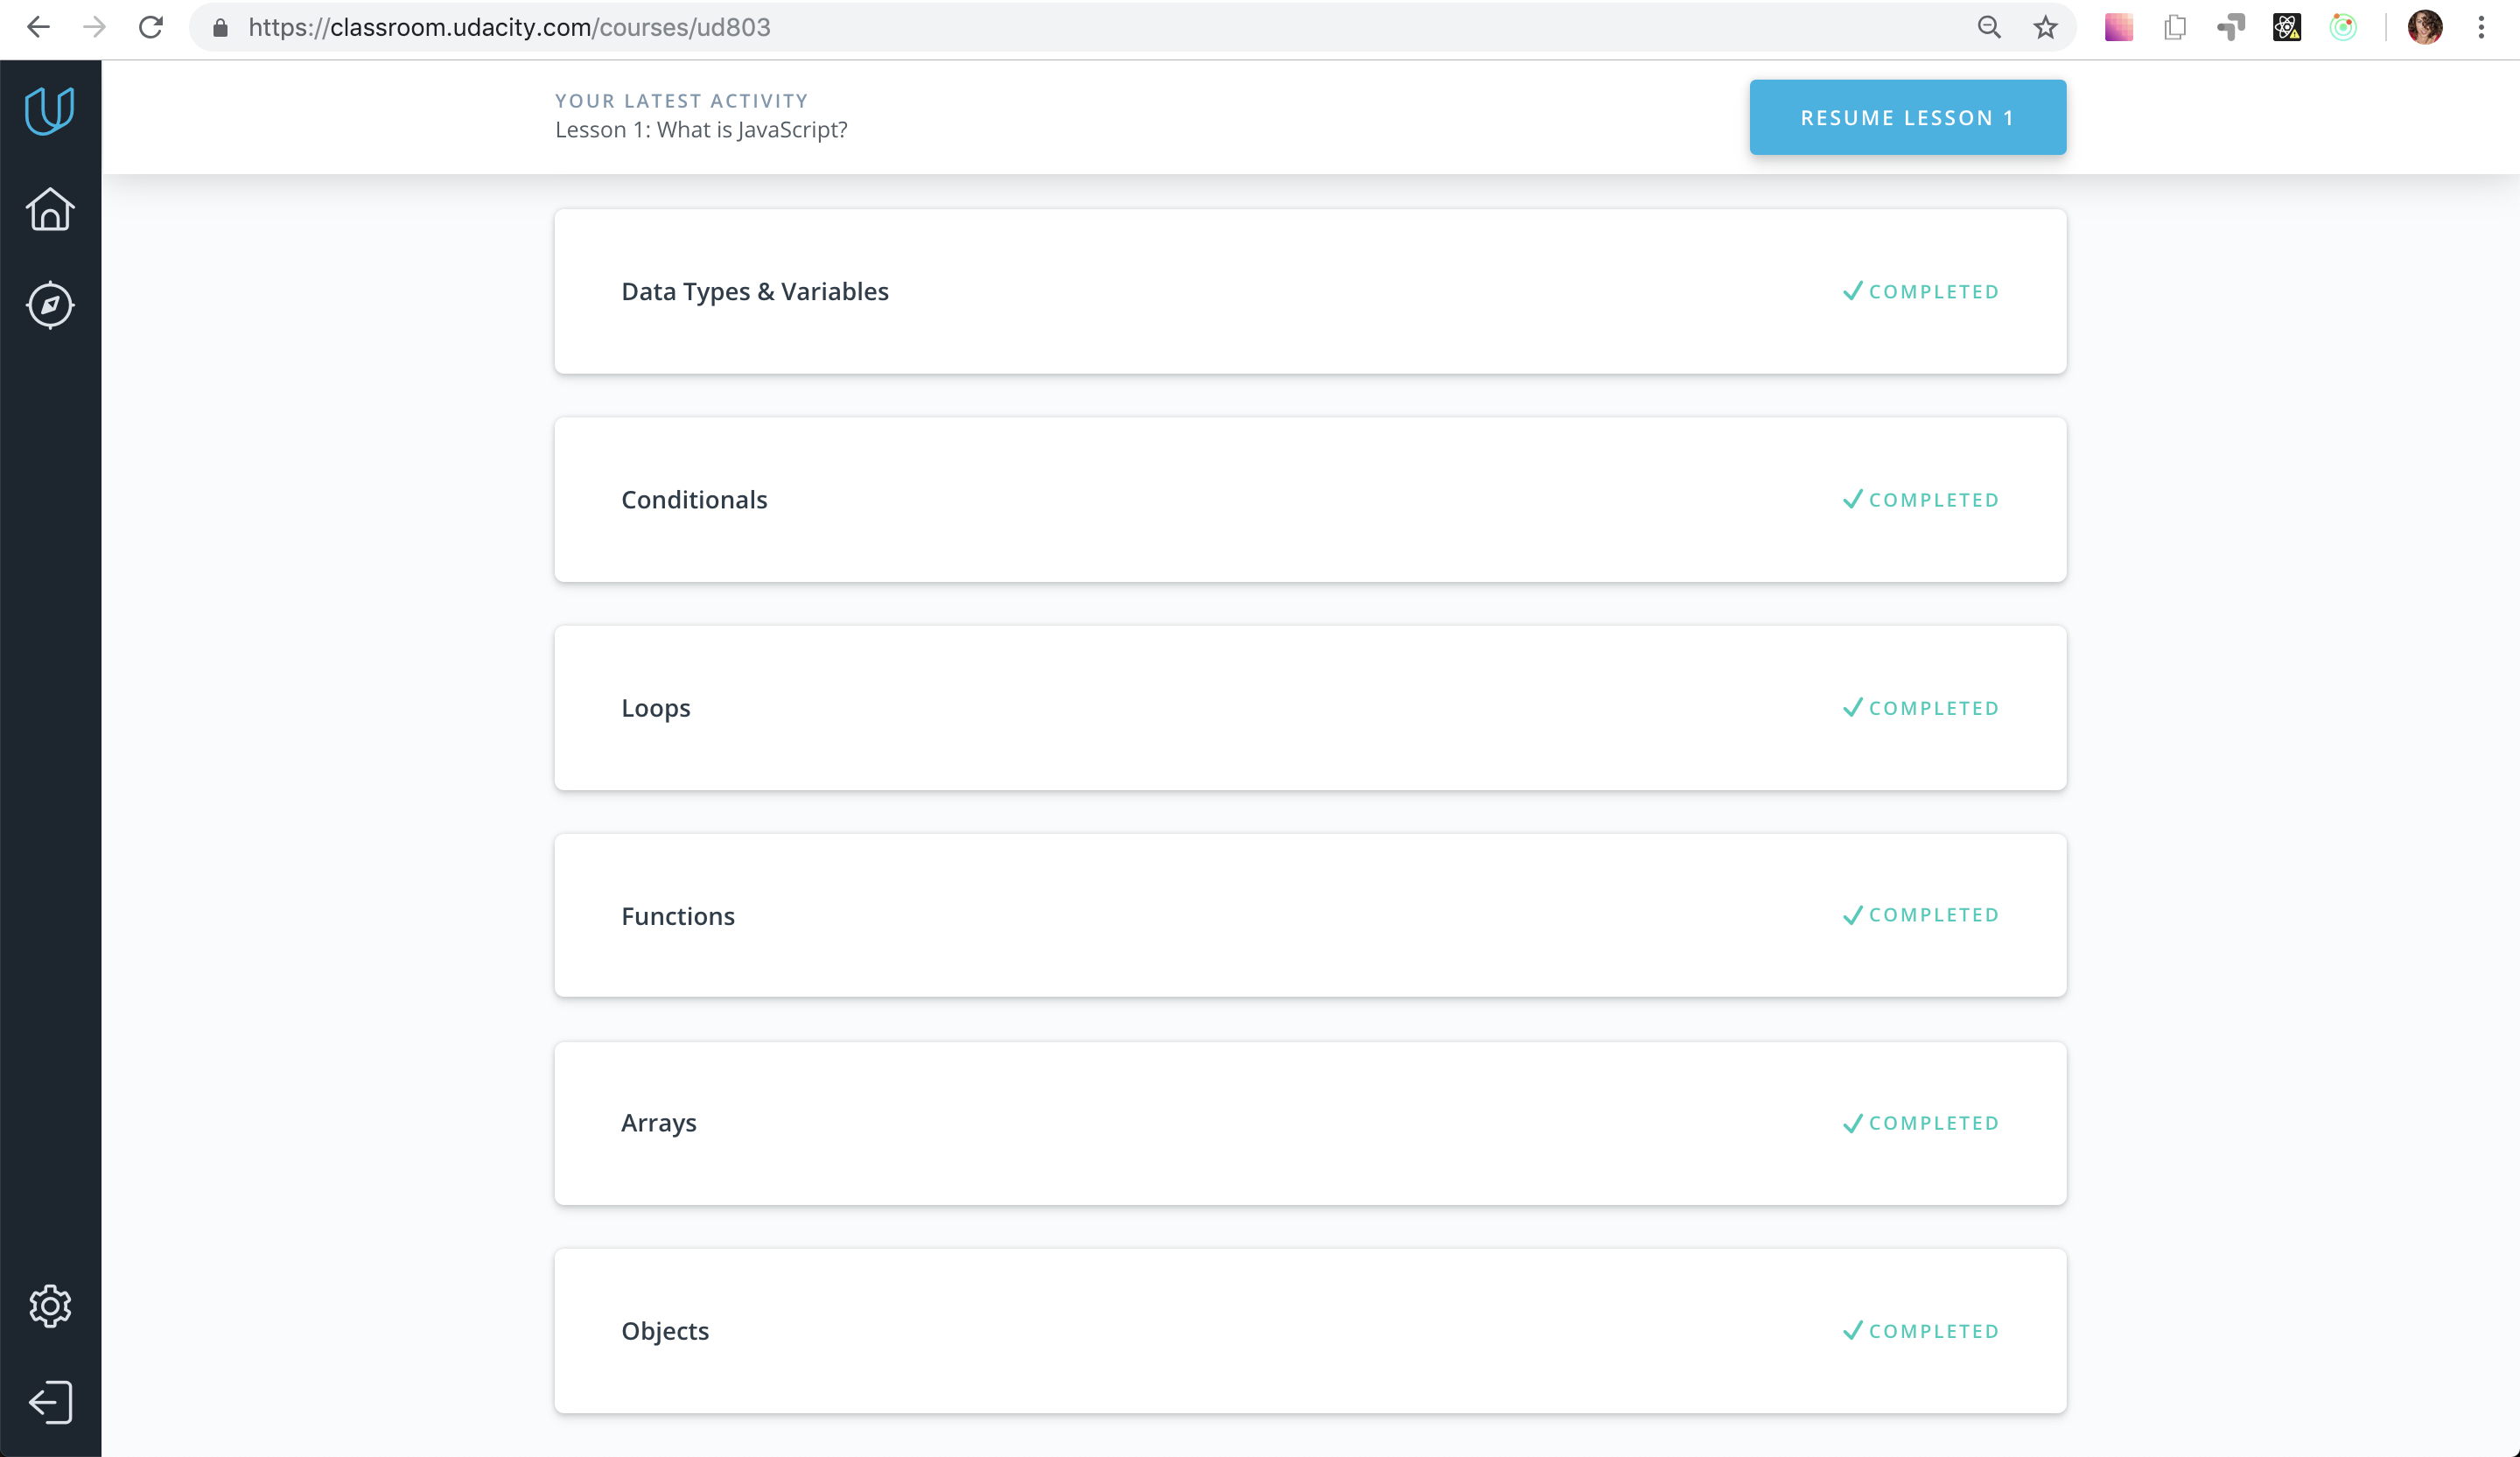 https://classroom.udacity.com/courses/ud803
YOUR LATEST ACTIVITY
Lesson 1: What is JavaScript?
RESUME LESSON 1
Data Types & Variables
COMPLETED
Conditionals
COMPLETED
Loops
COMPLETED
Functions
COMPLETED
Arrays
COMPLETED
Objects
COMPLETED